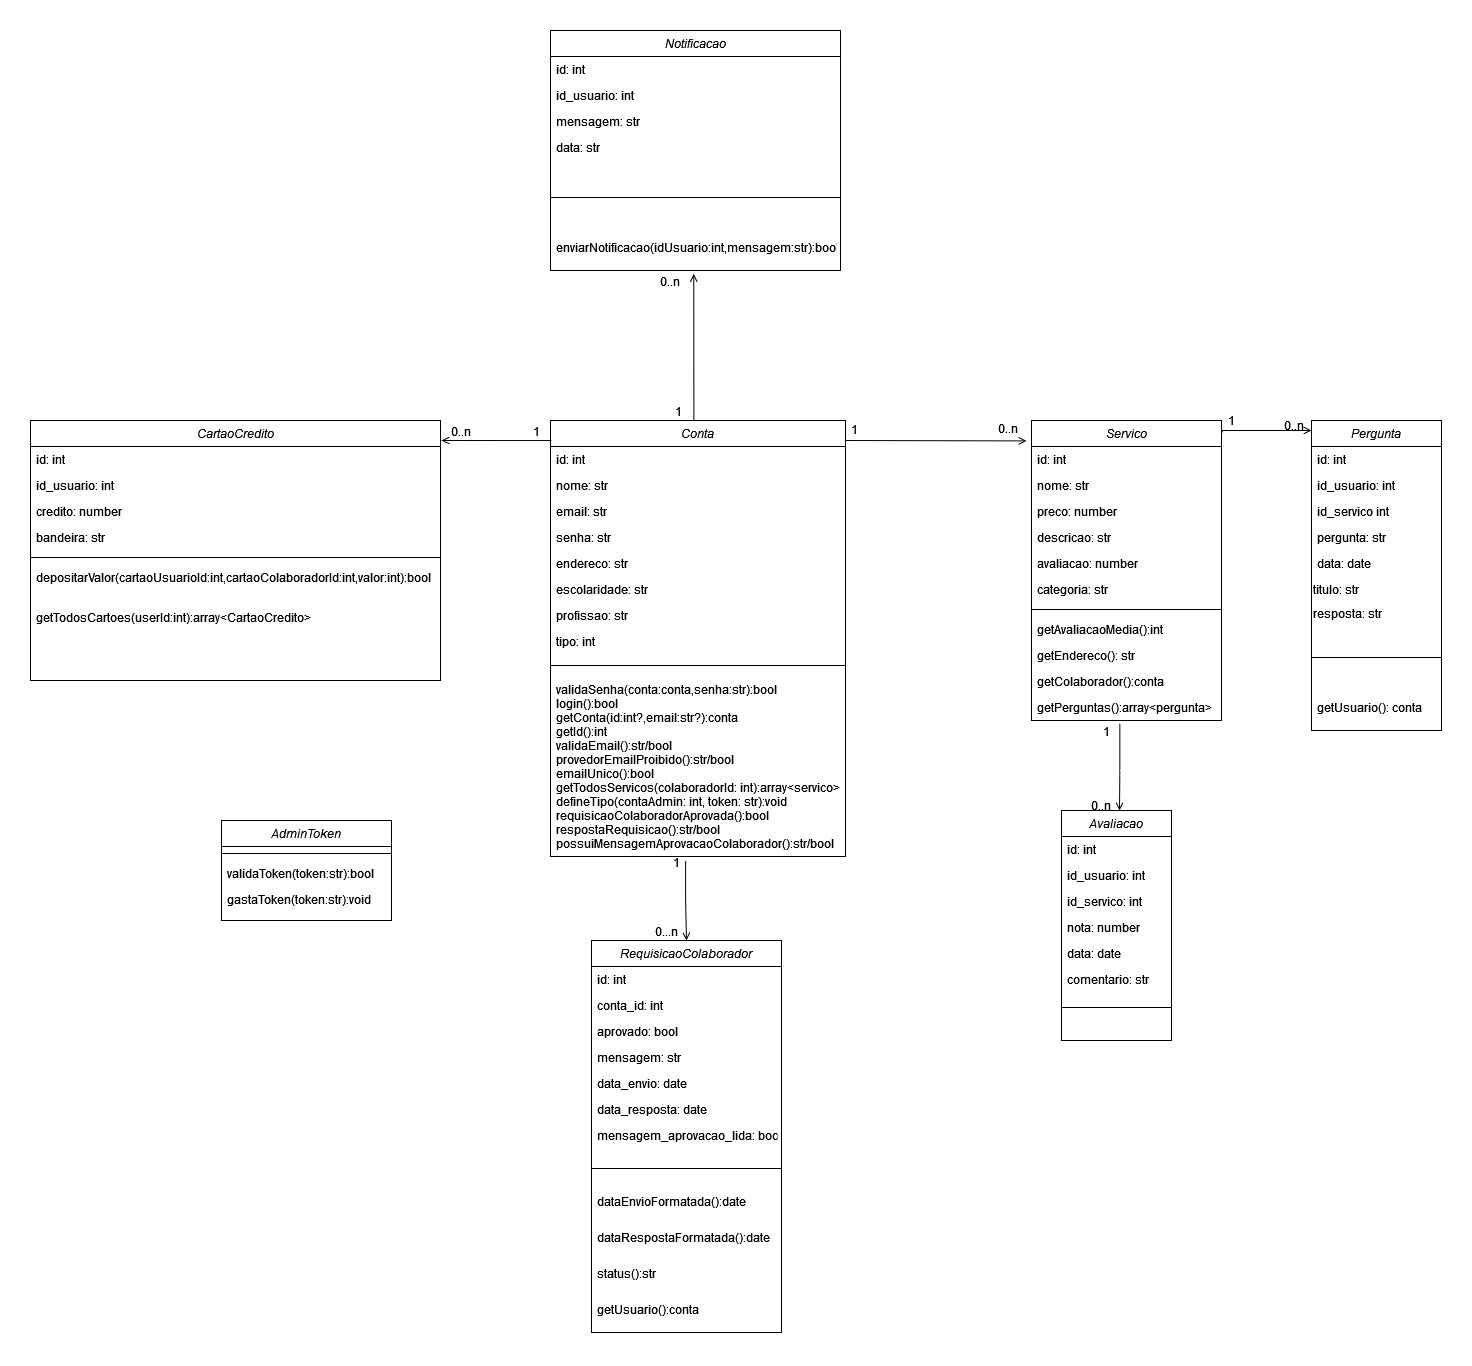 Notificacao
id: int
id_usuario: int
mensagem: str
data: str
enviarNotificacao(idUsuario:int,mensagem:str):boo
0..n
1
CartaoCredito
id: int
id_usuario: int
credito: number
bandeira: str
depositarValor(cartaoUsuarioId:int,cartaoColaboradorId:int,valor:int):bool
getTodosCartoes(userId:int):array<CartaoCredito>
0..n
1
Conta
id: int
nome: str
email: str
senha: str
endereco: str
escolaridade: str
profissao: str
tipo: int
validaSenha(conta:conta,senha:str):bool
login():bool
getConta(id:int?,email:str?):conta
getId():int
validaEmail():str/bool
provedorEmailProibido():str/bool
emailUnico():bool
getTodosServicos(colaboradorId: int):array<servico>
defineTipo(contaAdmin: int, token: str):void
requisicaoColaboradorAprovada():bool
respostaRequisicao():str/bool
possuiMensagemAprovacaoColaborador():str/bool
1
0..n
Servico
id: int
nome: str
preco: number
descricao: str
avaliacao: number
categoria: str
getAvaliacaoMedia():int
getEndereco(): str
getColaborador():conta
getPerguntas():array<pergunta>
1
0..n
Pergunta
id: int
id_usuario: int
id_servico int
pergunta: str
data: date
titulo: str
resposta: str
getUsuario(): conta
1
0..n
Avaliacao
id: int
id_usuario: int
id_servico: int
nota: number
data: date
comentario: str
AdminToken
validaToken(token:str):bool
gastaToken(token:str):void
1
0...n
RequisicaoColaborador
id: int
conta_id: int
aprovado: bool
mensagem: str
data_envio: date
data_resposta: date
mensagem_aprovacao_lida: boo
dataEnvioFormatada():date
dataRespostaFormatada():date
status():str
getUsuario():conta